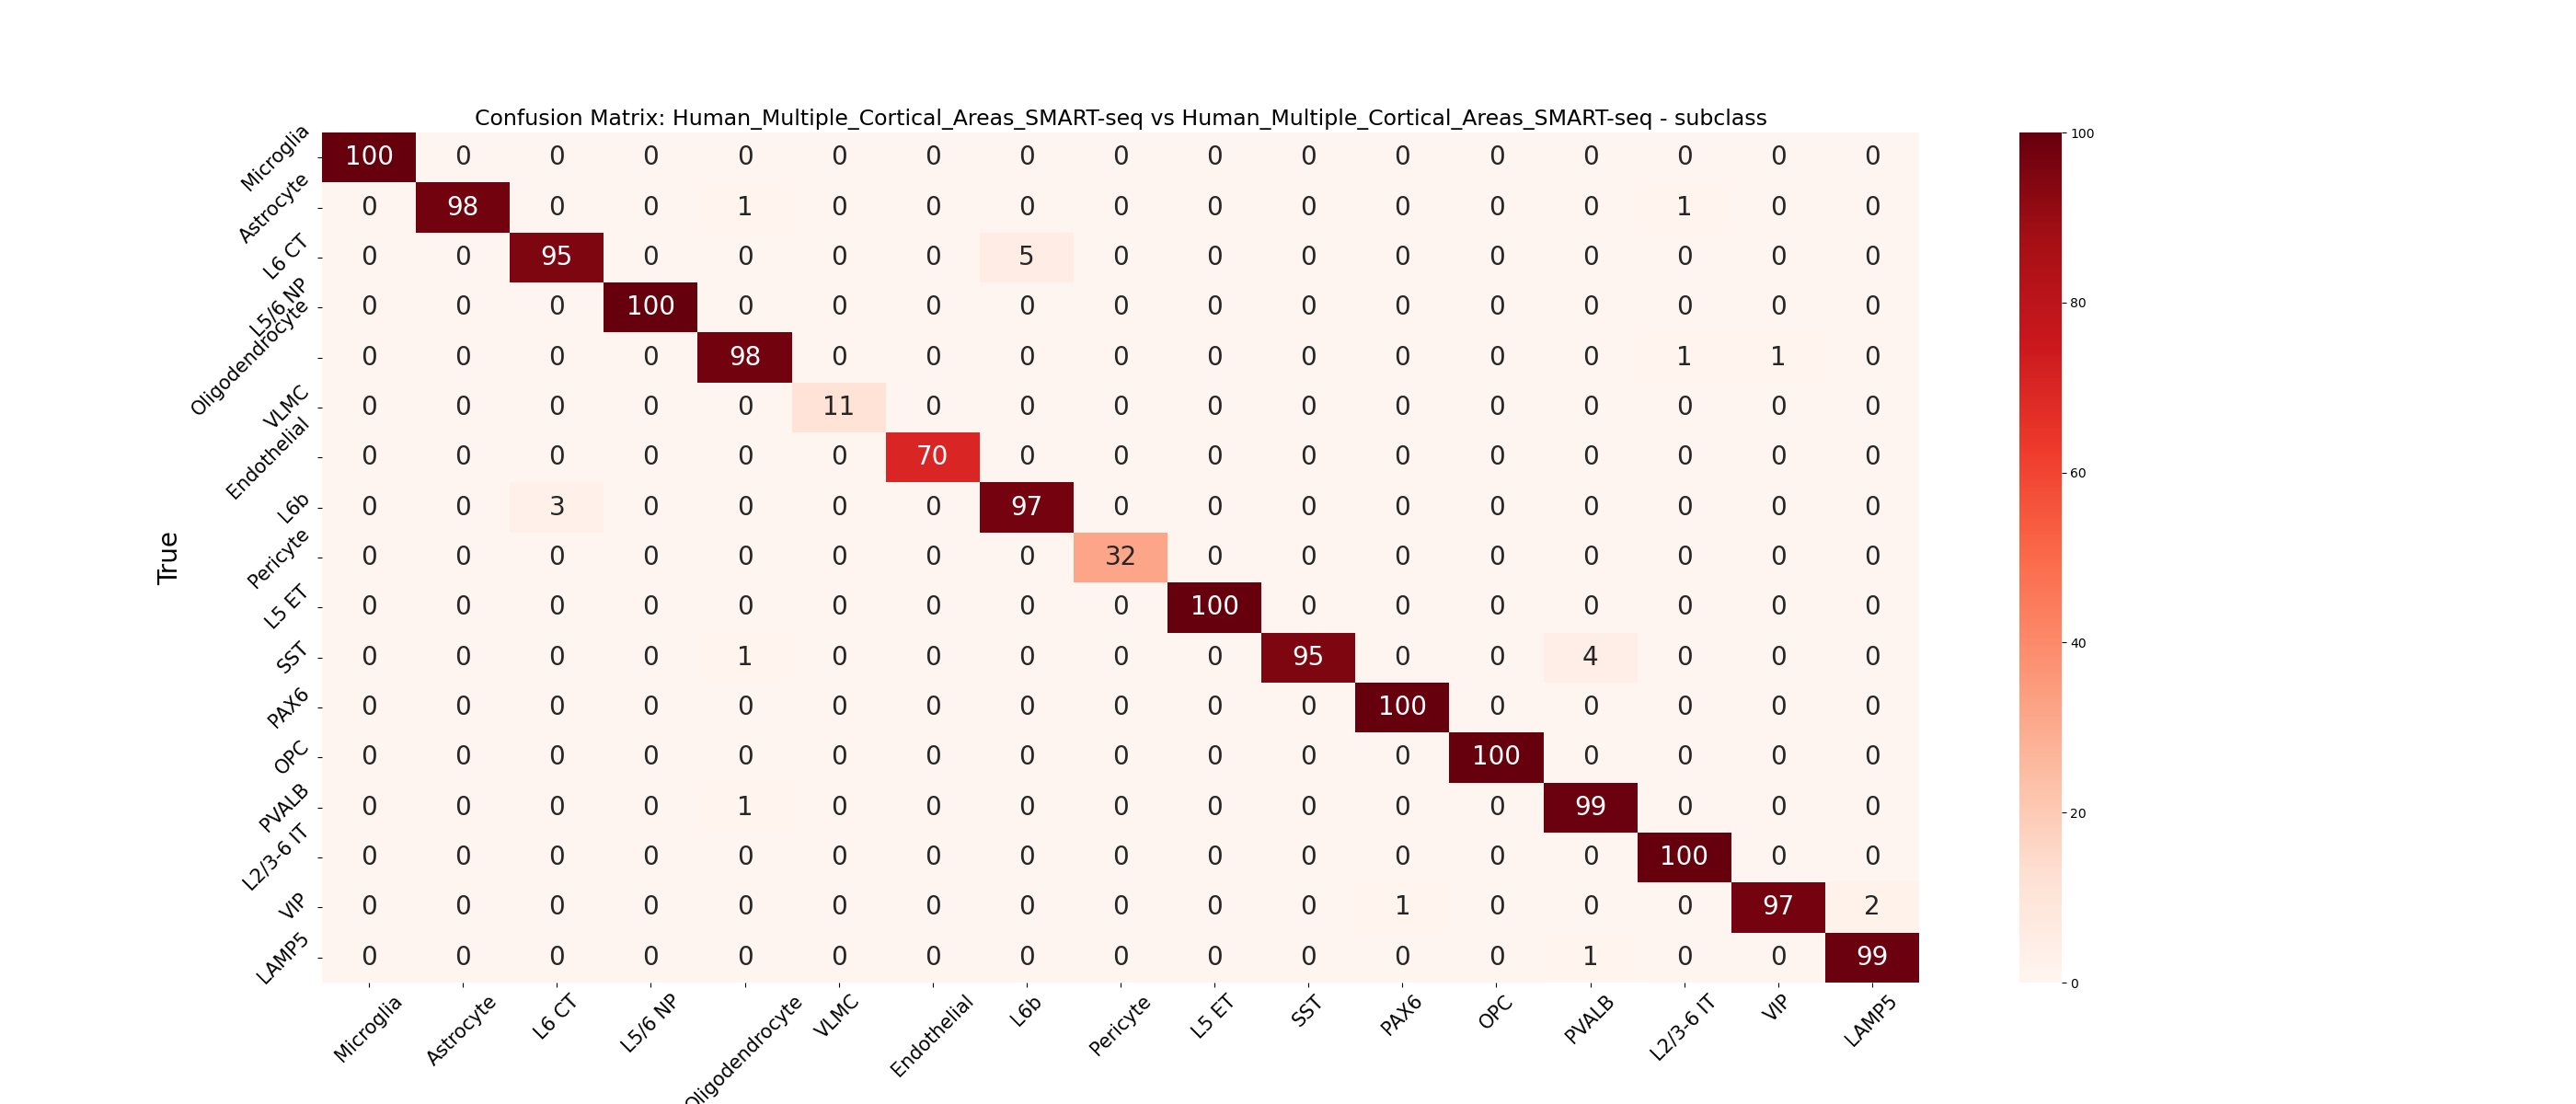 Confusion Matrix: Human_Multiple_Cortical_Areas_SMART-seq vs Human_Multiple_Cortical_Areas_SMART-seq - subclass
True
Microglia 100 0 0 0 0 0 0 0 0 0 0 0 0 0 0 0 0
Astrocyte 0 98 0 0 1 0 0 0 0 0 0 0 0 0 1 0 0
L6 CT 0 0 95 0 0 0 0 5 0 0 0 0 0 0 0 0 0
L5/6 NP 0 0 0 100 0 0 0 0 0 0 0 0 0 0 0 0 0
Oligodendrocyte 0 0 0 0 98 0 0 0 0 0 0 0 0 0 1 1 0
VLMC 0 0 0 0 0 11 0 0 0 0 0 0 0 0 0 0 0
Endothelial 0 0 0 0 0 0 70 0 0 0 0 0 0 0 0 0 0
L6b 0 0 3 0 0 0 0 97 0 0 0 0 0 0 0 0 0
Pericyte 0 0 0 0 0 0 0 0 32 0 0 0 0 0 0 0 0
L5 ET 0 0 0 0 0 0 0 0 0 100 0 0 0 0 0 0 0
SST 0 0 0 0 1 0 0 0 0 0 95 0 0 4 0 0 0
PAX6 0 0 0 0 0 0 0 0 0 0 0 100 0 0 0 0 0
OPC 0 0 0 0 0 0 0 0 0 0 0 0 100 0 0 0 0
PVALB 0 0 0 0 1 0 0 0 0 0 0 0 0 99 0 0 0
L2/3-6 IT 0 0 0 0 0 0 0 0 0 0 0 0 0 0 100 0 0
VIP 0 0 0 0 0 0 0 0 0 0 0 1 0 0 0 97 2
LAMP5 0 0 0 0 0 0 0 0 0 0 0 0 0 1 0 0 99
Microglia Astrocyte L6 CT L5/6 NP Oligodendrocyte VLMC Endothelial L6b Pericyte L5 ET SST PAX6 OPC PVALB L2/3-6 IT VIP LAMP5
100
80
60
40
20
0